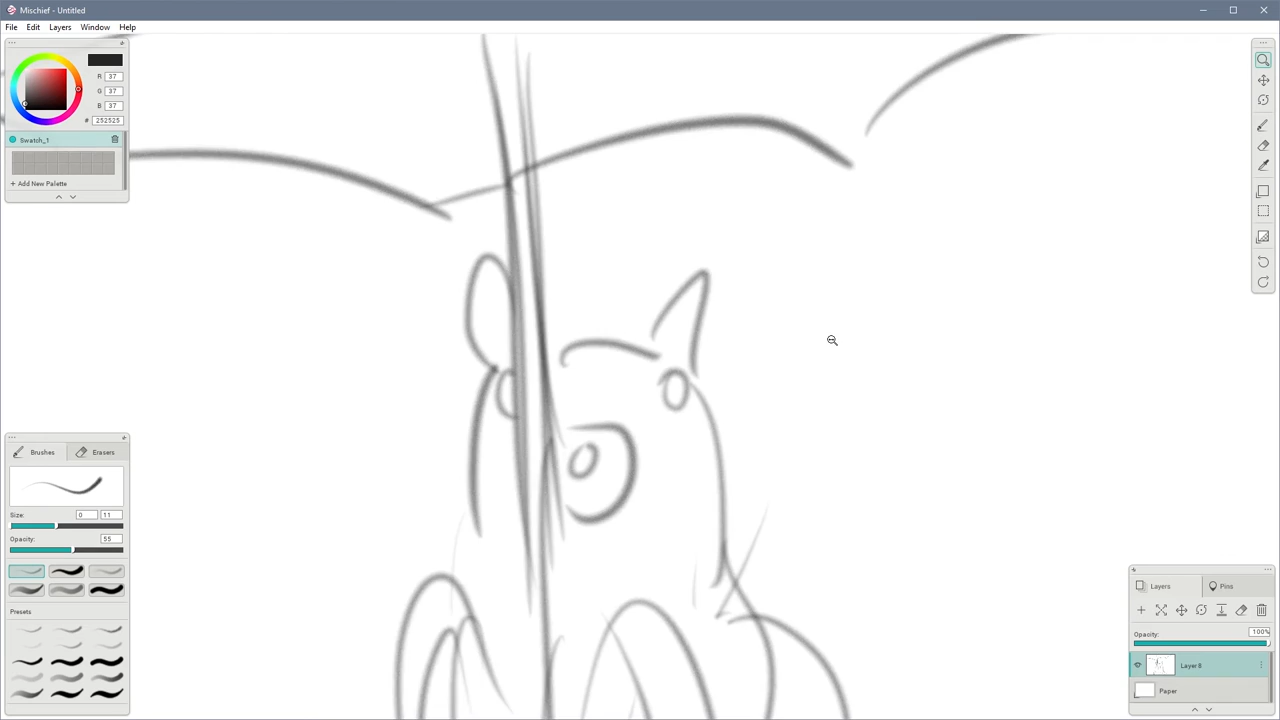 Mischief - Untitled
File Edit Layers Window Help
R 37
G 37
B 37
# 252525
Swatch_1
+ Add New Palette
Brushes Erasers
Size: 0 11
Opacity: 55
Presets
Layers Pins
Opacity: 100%
Layer 8
Paper